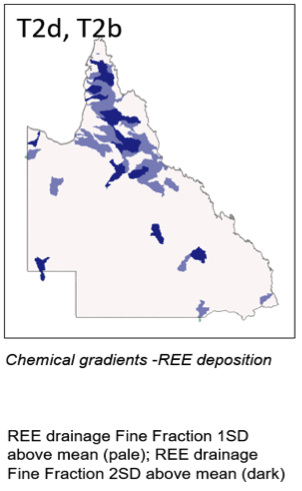 T2d, T2b
Chemical gradients -REE deposition
REE drainage Fine Fraction 1SD
above mean (pale); REE drainage
Fine Fraction 2SD above mean (dark)